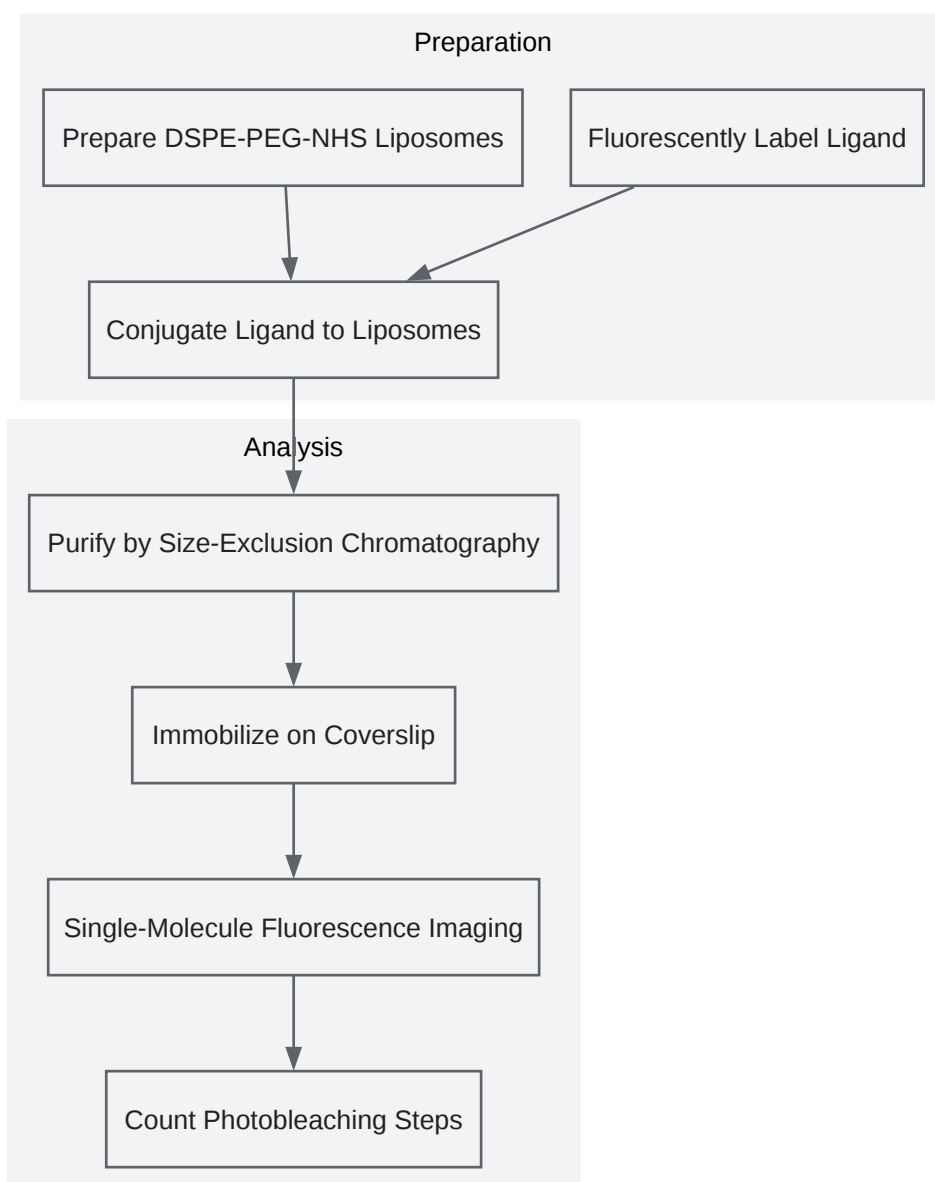 Preparation
Prepare DSPE-PEG-NHS Liposomes
Fluorescently Label Ligand
Conjugate Ligand to Liposomes
Analysis
Purify by Size-Exclusion Chromatography
Immobilize on Coverslip
Single-Molecule Fluorescence Imaging
Count Photobleaching Steps